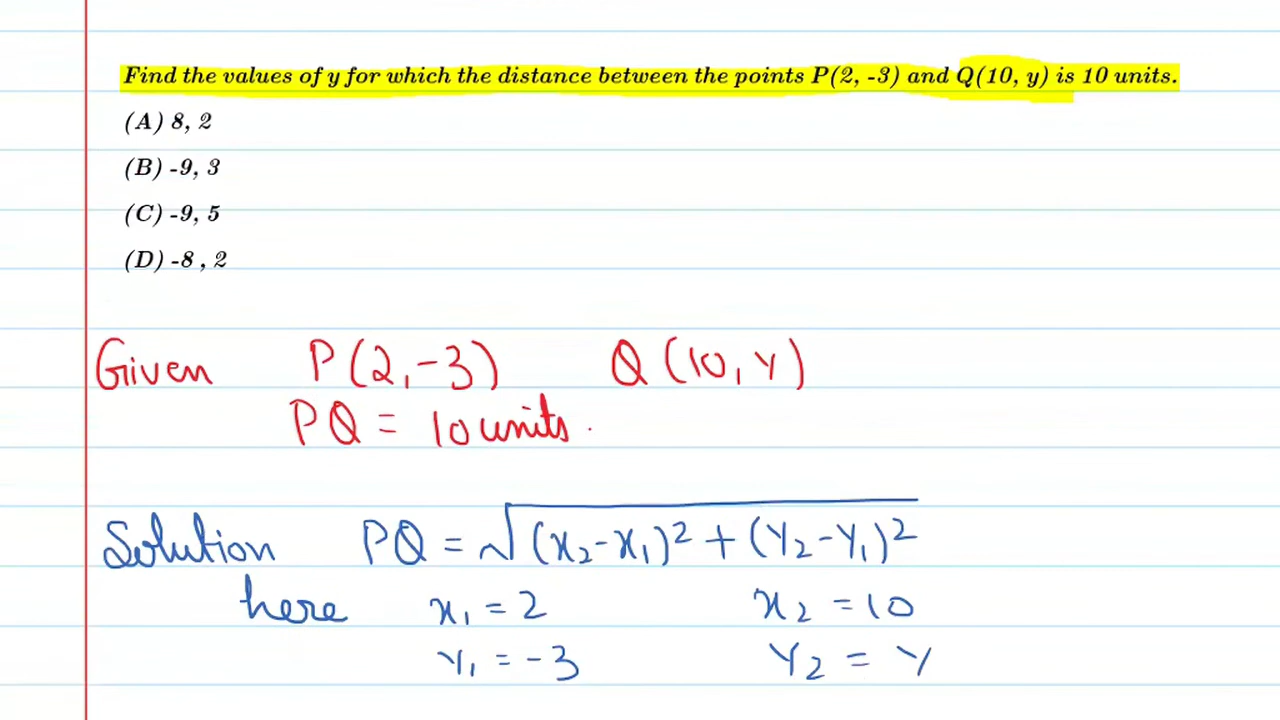 Find the values of y for which the distance between the points P(2, -3) and Q(10, y) is 10 units.
(A) 8, 2
(B) -9, 3
(C) -9, 5
(D) -8 , 2
Given P(2,-3) Q(10, y)
PQ = 10 units.
Solution PQ = √(x₂-x₁)² + (y₂-y₁)²
here x₁ = 2 x₂ = 10
y₁ = -3 y₂ = y